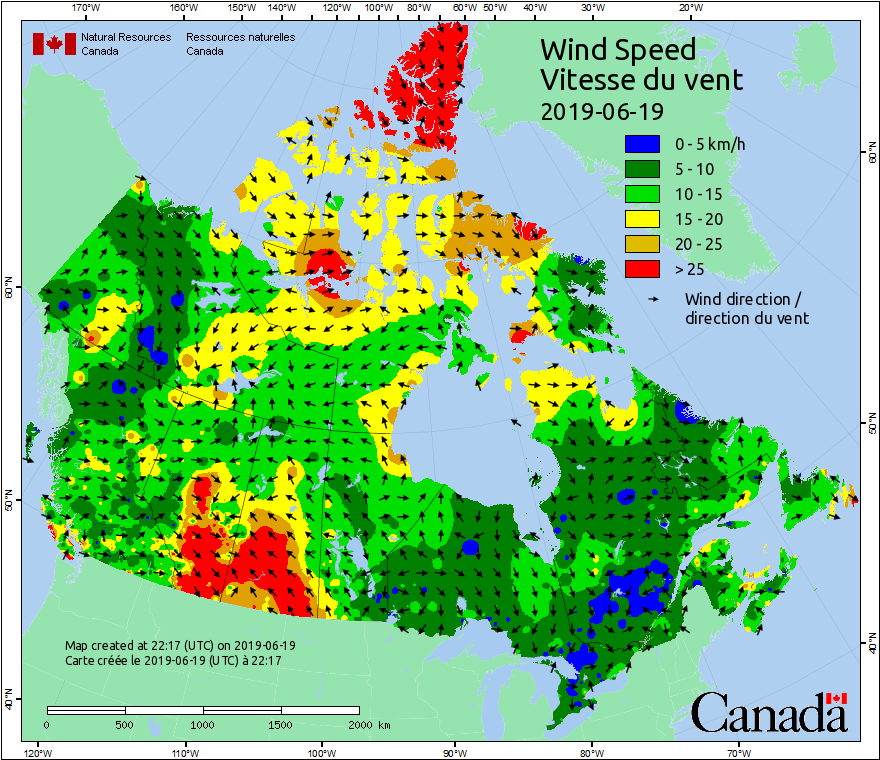 170°W 160°W 150°W 140°W 120°W 100°W 80°W 60°W 50°W 40°W 30°W 20°W
Natural Resources Canada
Ressources naturelles Canada
Wind Speed
Vitesse du vent
2019-06-19
0 - 5 km/h
5 - 10
10 - 15
15 - 20
20 - 25
> 25
Wind direction /
direction du vent
60°N
50°N
40°N
60°N
50°N
40°N
Map created at 22:17 (UTC) on 2019-06-19
Carte créée le 2019-06-19 (UTC) à 22:17
0 500 1000 1500 2000 km
Canada
120°W 110°W 100°W 90°W 80°W 70°W